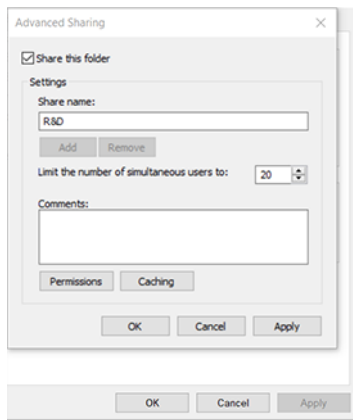 Advanced Sharing
Share this folder
Settings
Share name:
R&D
Add Remove
Limit the number of simultaneous users to: 20
Comments:
Permissions Caching
OK Cancel Apply
OK Cancel Apply